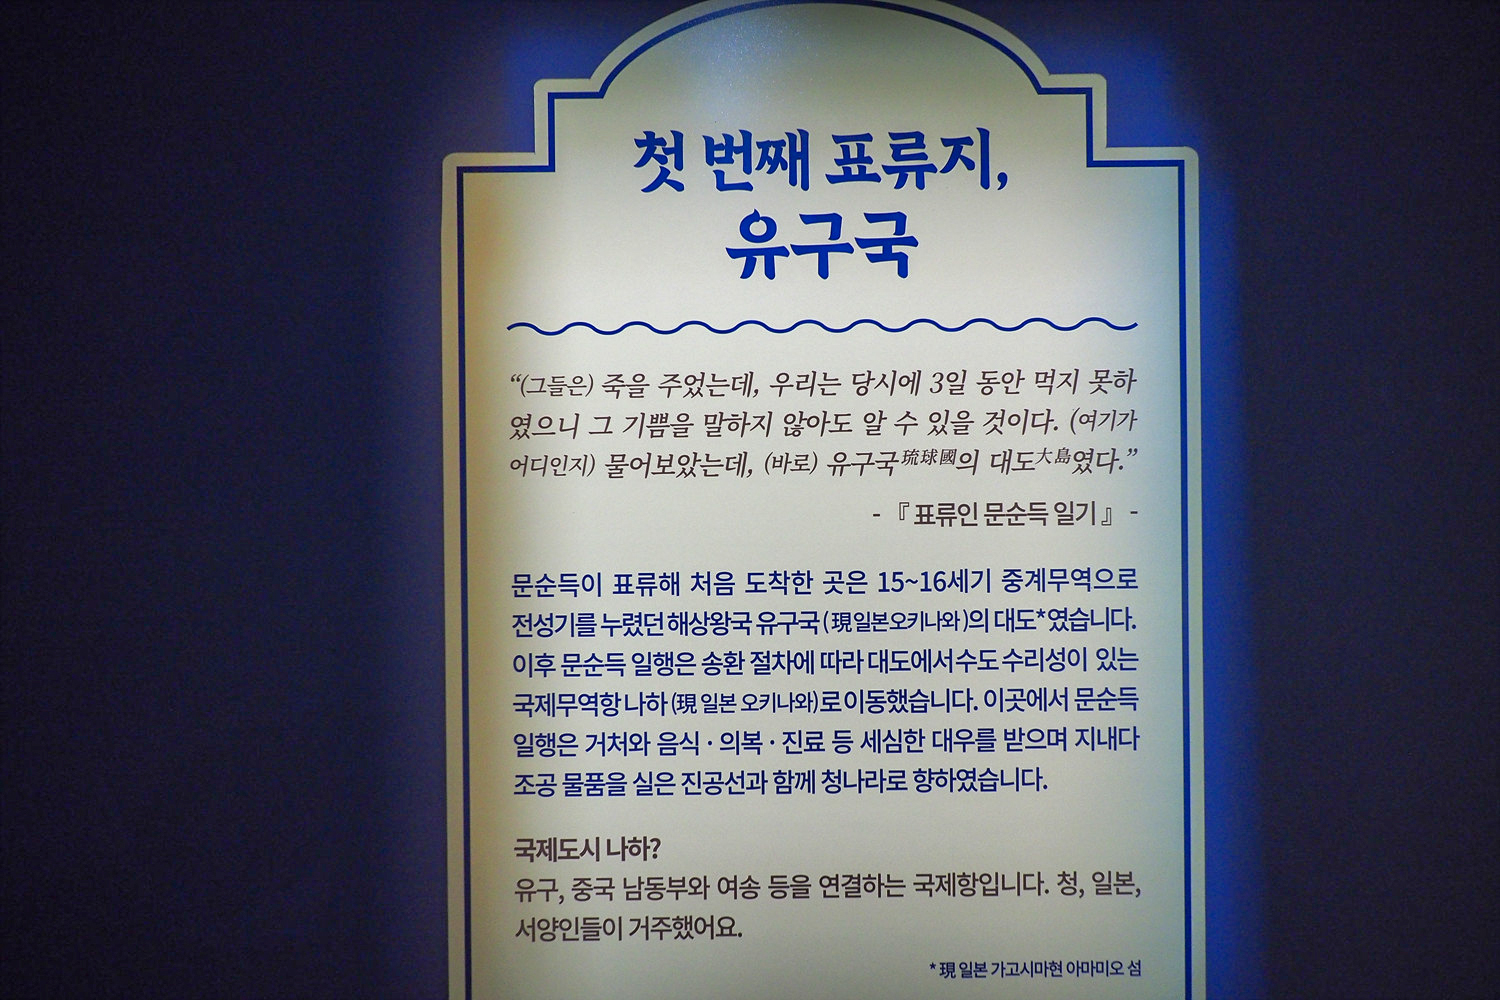 첫 번째 표류지,
유구국
“(그들은) 죽을 주었는데, 우리는 당시에 3일 동안 먹지 못하
였으니 그 기쁨을 말하지 않아도 알 수 있을 것이다. (여기가
어디인지) 물어보았는데, (바로) 유구국琉球國의 대도大島였다.”
- 『표류인 문순득 일기』 -
문순득이 표류해 처음 도착한 곳은 15~16세기 중계무역으로
전성기를 누렸던 해상왕국 유구국(現일본오키나와)의 대도*였습니다.
이후 문순득 일행은 송환 절차에 따라 대도에서 수도 수리성이 있는
국제무역항 나하(現 일본 오키나와)로 이동했습니다. 이곳에서 문순득
일행은 거처와 음식·의복·진료 등 세심한 대우를 받으며 지내다
조공 물품을 실은 진공선과 함께 청나라로 향하였습니다.
국제도시 나하?
유구, 중국 남동부와 여송 등을 연결하는 국제항입니다. 청, 일본,
서양인들이 거주했어요.
* 現 일본 가고시마현 아마미오 섬